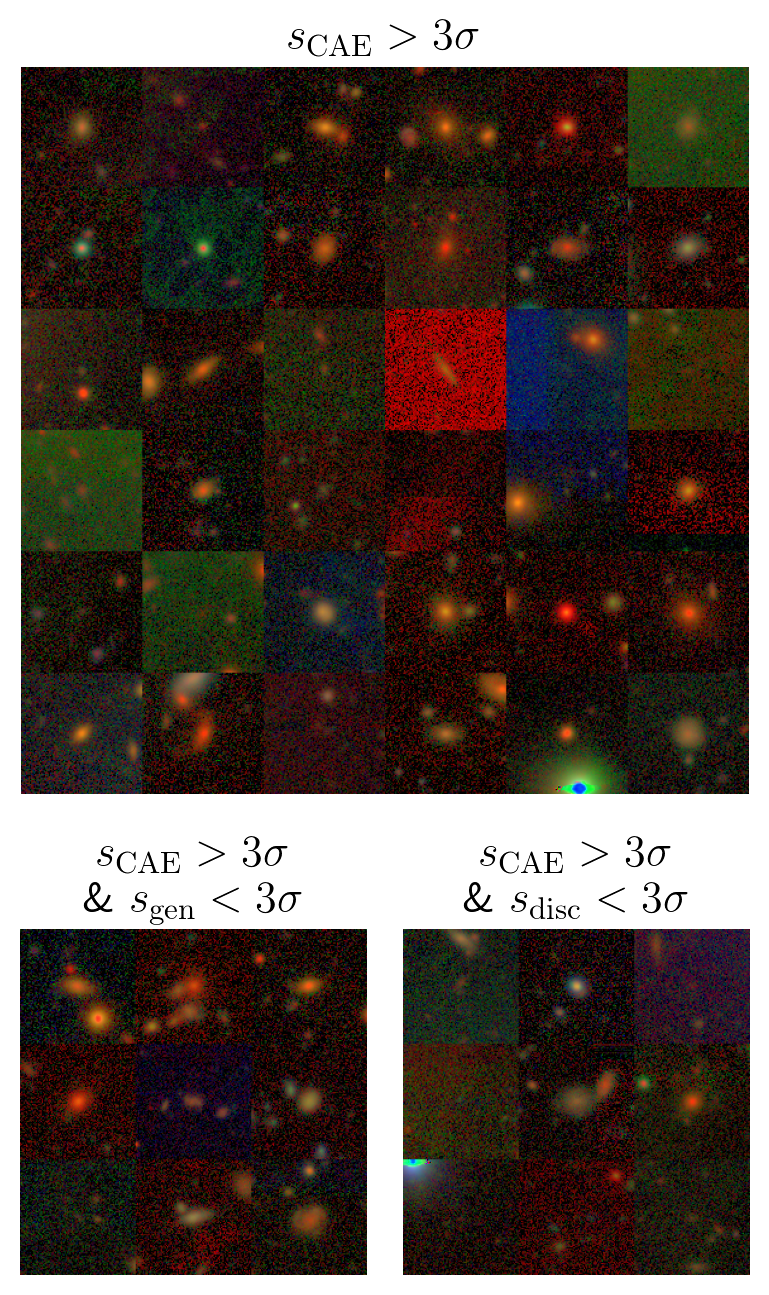 s_CAE > 3σ
s_CAE > 3σ
& s_gen < 3σ
s_CAE > 3σ
& s_disc < 3σ